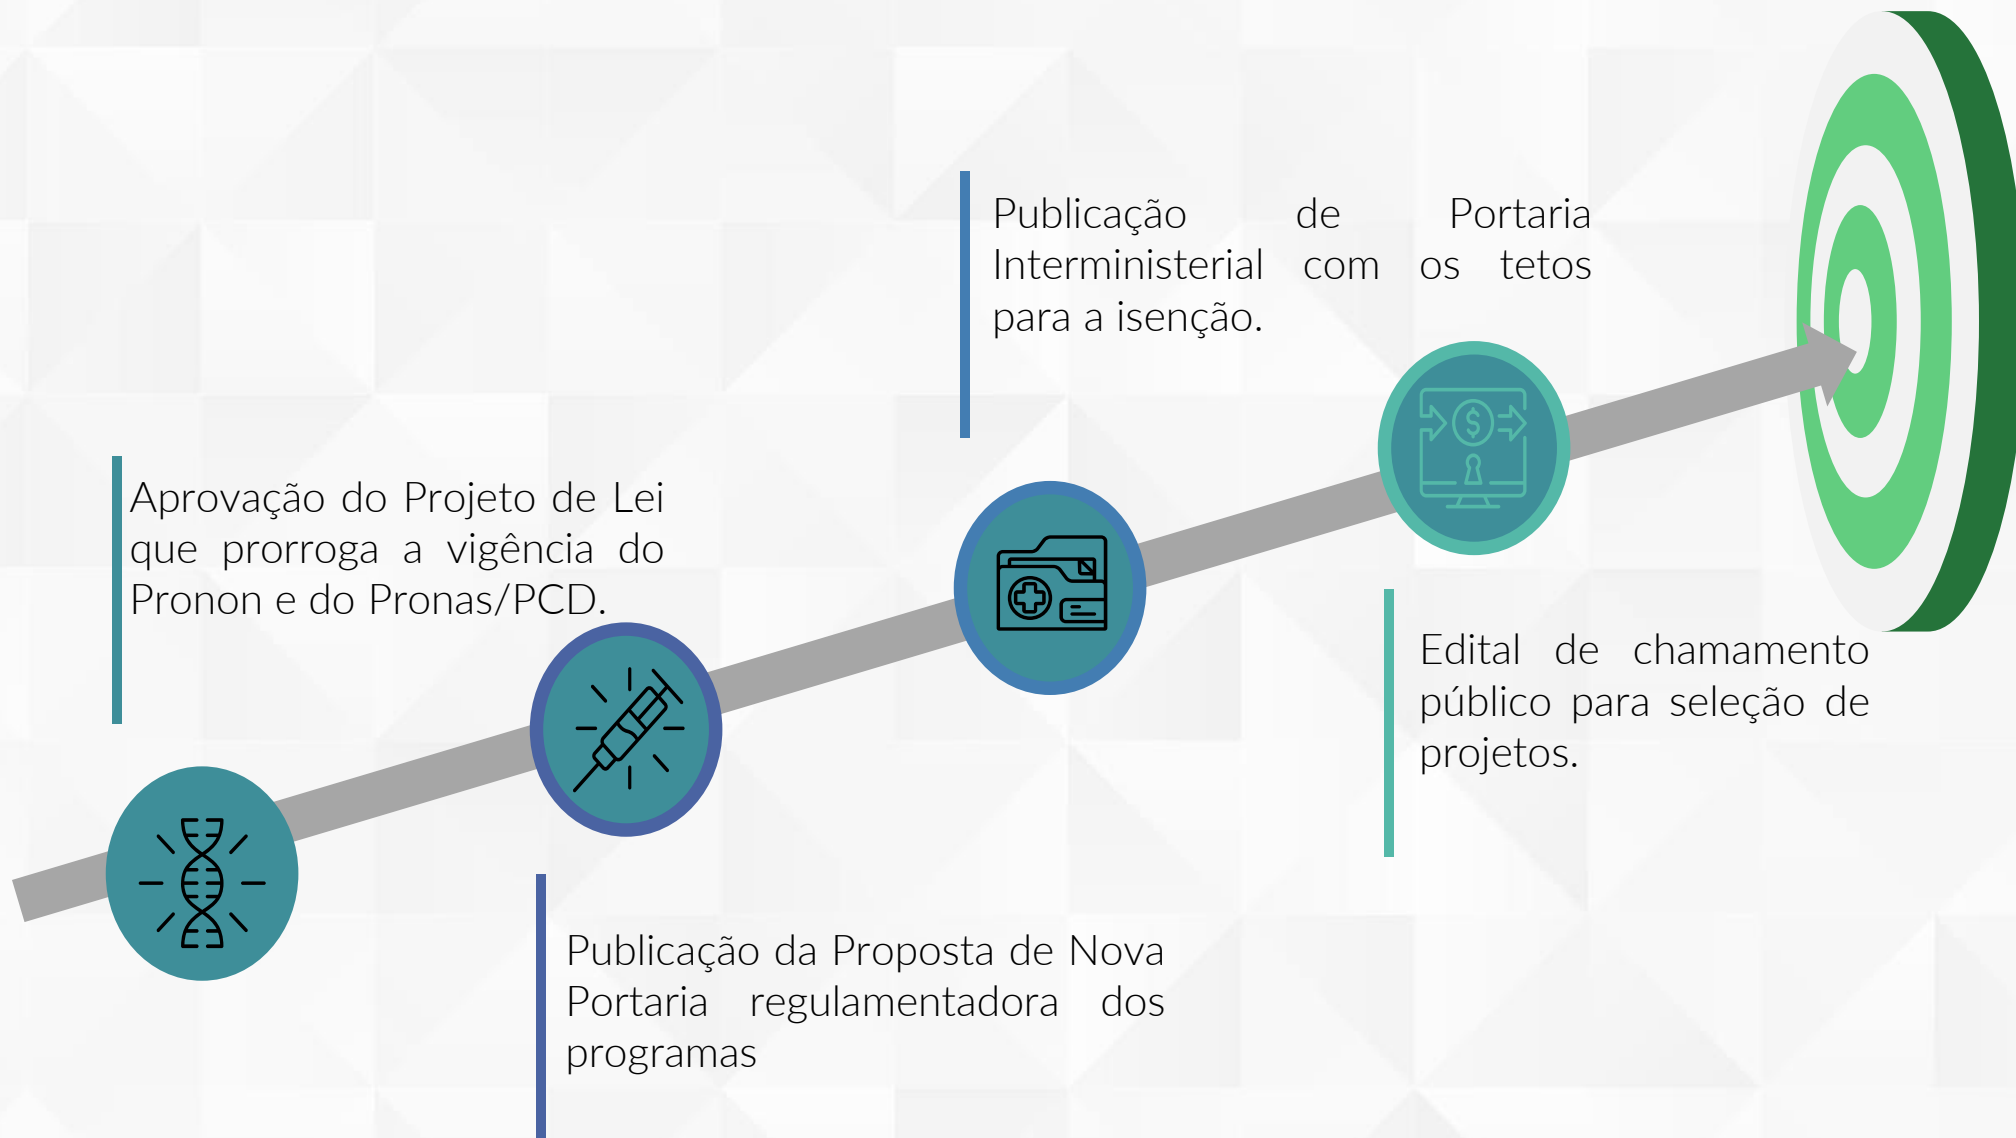 Aprovação do Projeto de Lei
que prorroga a vigência do
Pronon e do Pronas/PCD.
Publicação da Proposta de Nova
Portaria regulamentadora dos
programas
Publicação de Portaria
Interministerial com os tetos
para a isenção.
Edital de chamamento
público para seleção de
projetos.
$